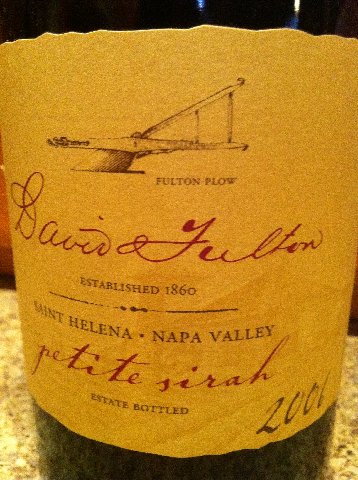 FULTON PLOW
David Fulton
ESTABLISHED 1860
SAINT HELENA • NAPA VALLEY
petite sirah
ESTATE BOTTLED
2001